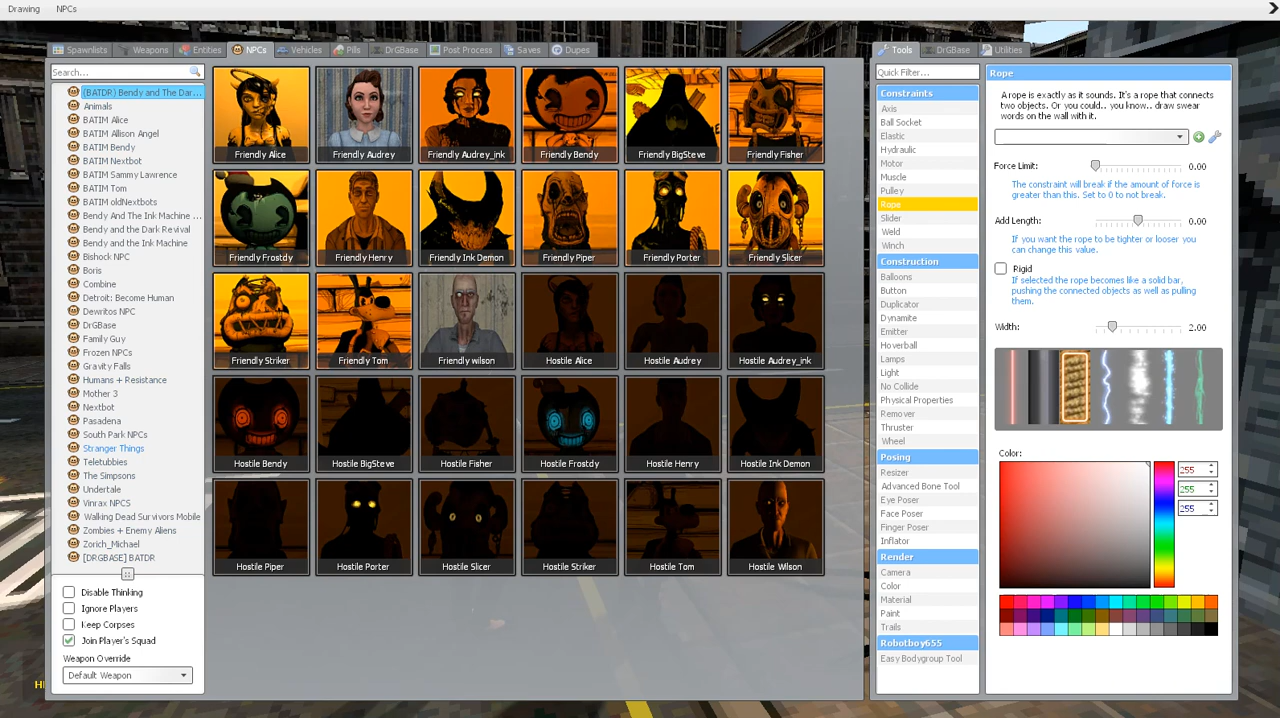 Drawing NPCs
Spawnlists Weapons Entities NPCs Vehicles Pills DrGBase Post Process Saves Dupes
Search...
(BATDR) Bendy and The Dar...
Animals
BATIM Alice
BATIM Allison Angel
BATIM Bendy
BATIM Nextbot
BATIM Sammy Lawrence
BATIM Tom
BATIM oldNextbots
Bendy And The Ink Machine ...
Bendy and the Dark Revival
Bendy and the Ink Machine
Bishock NPC
Boris
Combine
Detroit: Become Human
Dewritos NPC
DrGBase
Family Guy
Frozen NPCs
Gravity Falls
Humans + Resistance
Mother 3
Nextbot
Pasadena
South Park NPCs
Stranger Things
Teletubbies
The Simpsons
Undertale
Vinrax NPCS
Walking Dead Survivors Mobile
Zombies + Enemy Aliens
Zorich_Michael
[DRGBASE] BATDR
Disable Thinking
Ignore Players
Keep Corpses
Join Player's Squad
Weapon Override
Default Weapon
Friendly Alice Friendly Audrey Friendly Audrey_ink Friendly Bendy Friendly BigSteve Friendly Fisher
Friendly Frostdy Friendly Henry Friendly Ink Demon Friendly Piper Friendly Porter Friendly Slicer
Friendly Striker Friendly Tom Friendly wilson Hostile Alice Hostile Audrey Hostile Audrey_ink
Hostile Bendy Hostile BigSteve Hostile Fisher Hostile Frostdy Hostile Henry Hostile Ink Demon
Hostile Piper Hostile Porter Hostile Slicer Hostile Striker Hostile Tom Hostile Wilson
Tools DrGBase Utilities
Quick Filter...
Constraints
Axis
Ball Socket
Elastic
Hydraulic
Motor
Muscle
Pulley
Rope
Slider
Weld
Winch
Construction
Balloons
Button
Duplicator
Dynamite
Emitter
Hoverball
Lamps
Light
No Collide
Physical Properties
Remover
Thruster
Wheel
Posing
Resizer
Advanced Bone Tool
Eye Poser
Face Poser
Finger Poser
Inflator
Render
Camera
Color
Material
Paint
Trails
Robotboy655
Easy Bodygroup Tool
Rope
A rope is exactly as it sounds. It's a rope that connects
two objects. Or you could.. you know.. draw swear
words on the wall with it.
Force Limit: 0.00
The constraint will break if the amount of force is
greater than this. Set to 0 to not break.
Add Length: 0.00
If you want the rope to be tighter or looser you
can change this value.
Rigid
If selected the rope becomes like a solid bar,
pushing the connected objects as well as pulling
them.
Width: 2.00
Color:
255
255
255